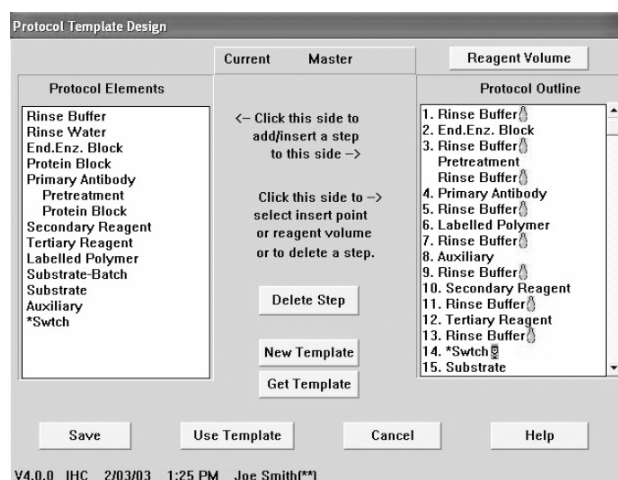 Protocol Template Design
Current Master
Reagent Volume
Protocol Elements
Rinse Buffer
Rinse Water
End.Enz. Block
Protein Block
Primary Antibody
Pretreatment
Protein Block
Secondary Reagent
Tertiary Reagent
Labelled Polymer
Substrate-Batch
Substrate
Auxiliary
*Swtch
<– Click this side to
add/insert a step
to this side –>
Click this side to –>
select insert point
or reagent volume
or to delete a step.
Delete Step
New Template
Get Template
Protocol Outline
1. Rinse Buffer
2. End.Enz. Block
3. Rinse Buffer
Pretreatment
Rinse Buffer
4. Primary Antibody
5. Rinse Buffer
6. Labelled Polymer
7. Rinse Buffer
8. Auxiliary
9. Rinse Buffer
10. Secondary Reagent
11. Rinse Buffer
12. Tertiary Reagent
13. Rinse Buffer
14. *Swtch
15. Substrate
Save Use Template Cancel Help
V4.0.0 IHC 2/03/03 1:25 PM Joe Smith(**)